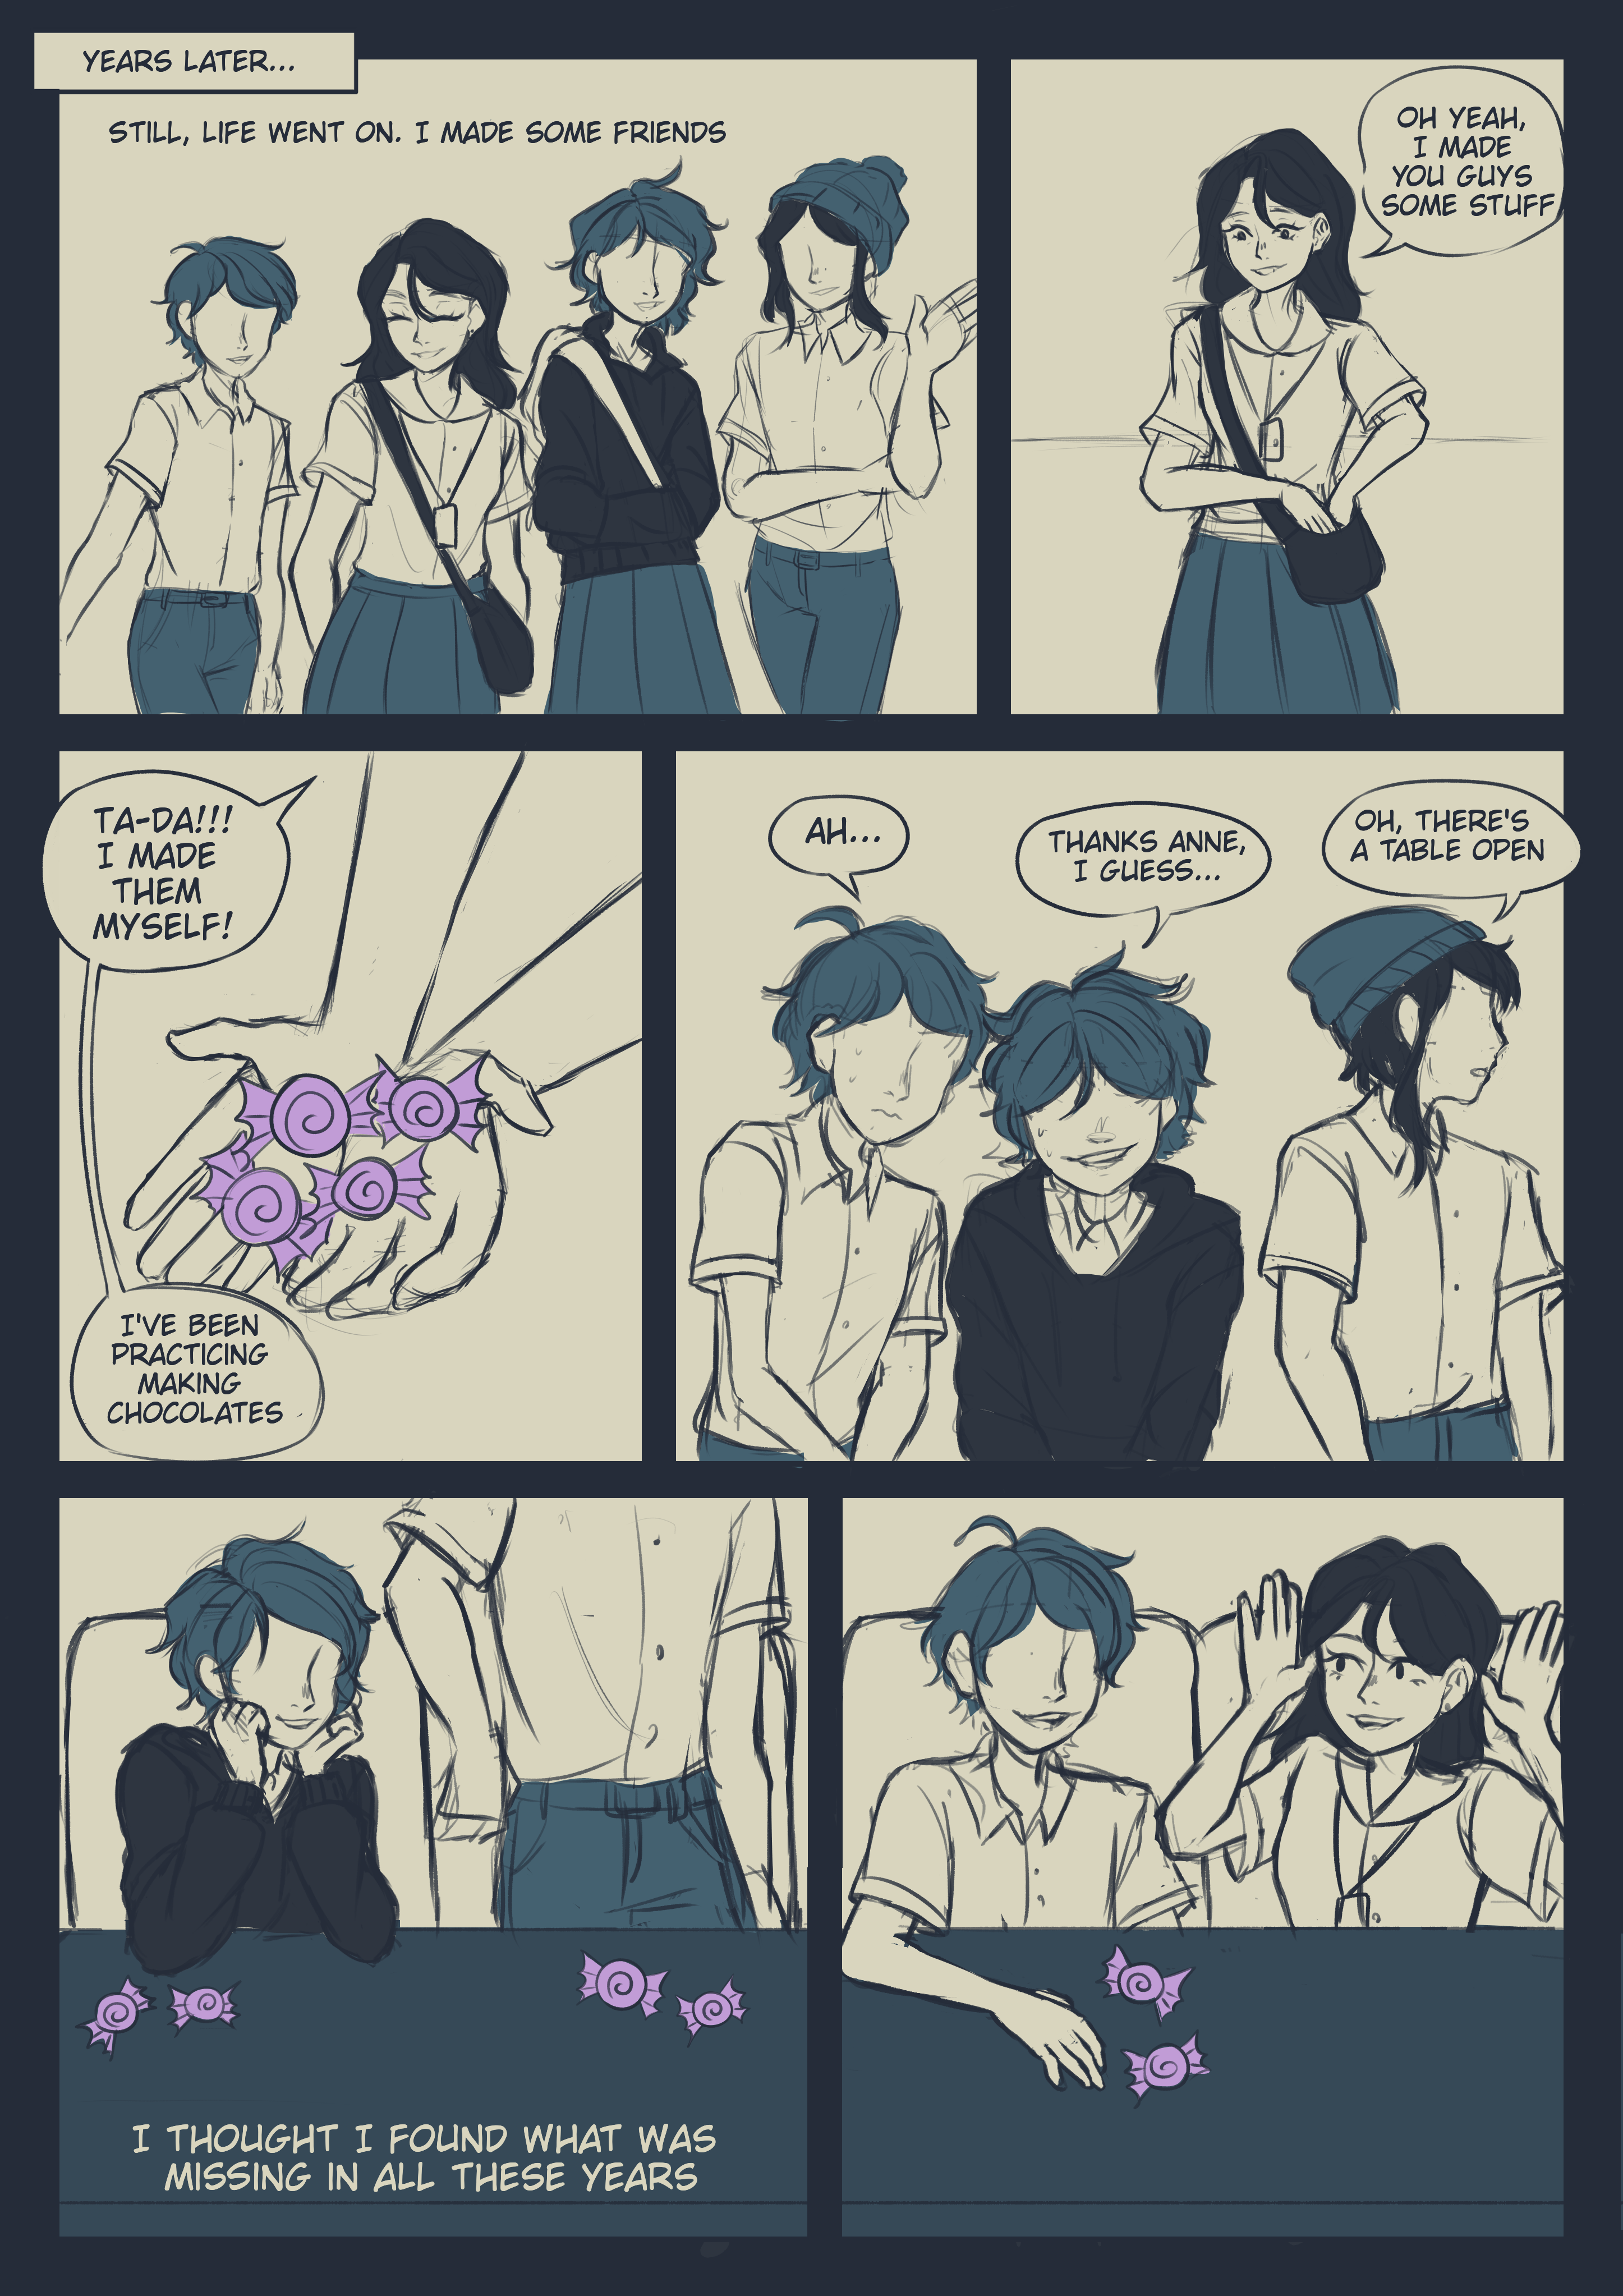 YEARS LATER...
STILL, LIFE WENT ON. I MADE SOME FRIENDS
OH YEAH,
I MADE
YOU GUYS
SOME STUFF
TA-DA!!!
I MADE
THEM
MYSELF!
I'VE BEEN
PRACTICING
MAKING
CHOCOLATES
AH...
THANKS ANNE,
I GUESS...
OH, THERE'S
A TABLE OPEN
I THOUGHT I FOUND WHAT WAS
MISSING IN ALL THESE YEARS